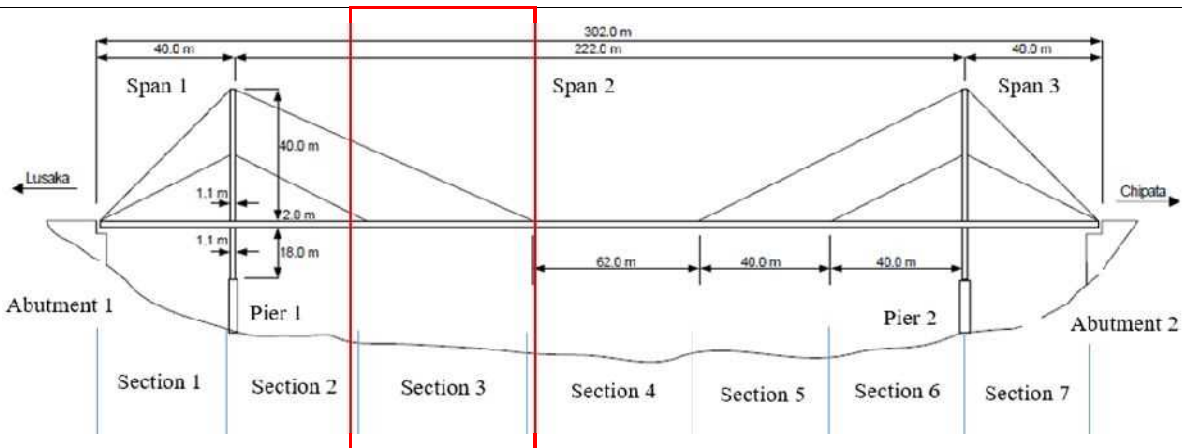 302.0 m
40.0 m
222.0 m
40.0 m
Span 1
Span 2
Span 3
40.0 m
Lusaka
Chipata
1.1 m
2.0 m
1.1 m
18.0 m
62.0 m
40.0 m
40.0 m
Abutment 1
Pier 1
Pier 2
Abutment 2
Section 1
Section 2
Section 3
Section 4
Section 5
Section 6
Section 7